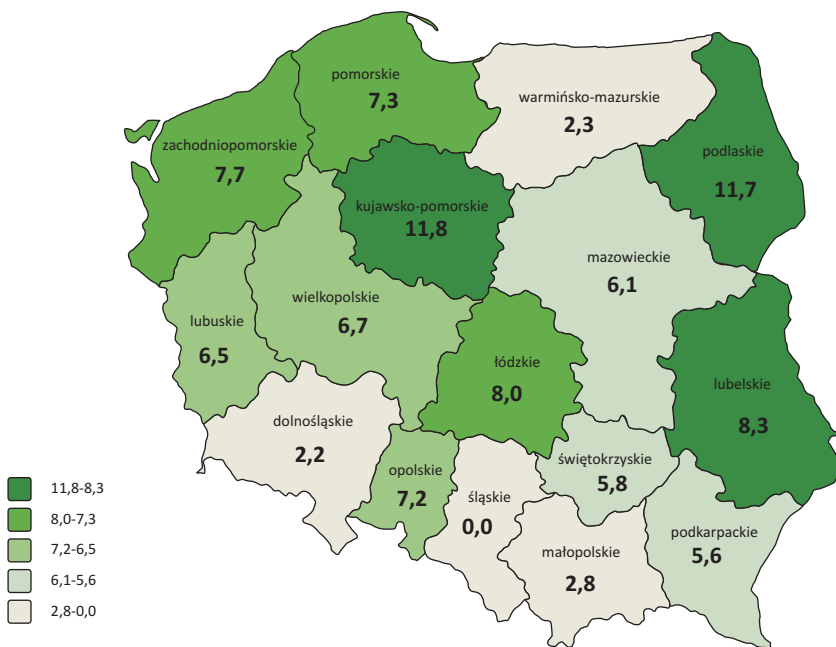 pomorskie
7,3
warmińsko-mazurskie
2,3
zachodniopomorskie
7,7
podlaskie
11,7
kujawsko-pomorskie
11,8
mazowieckie
6,1
wielkopolskie
6,7
lubuskie
6,5
łódzkie
8,0
lubelskie
8,3
dolnośląskie
2,2
opolskie
7,2
śląskie
0,0
świętokrzyskie
5,8
małopolskie
2,8
podkarpackie
5,6
11,8-8,3
8,0-7,3
7,2-6,5
6,1-5,6
2,8-0,0